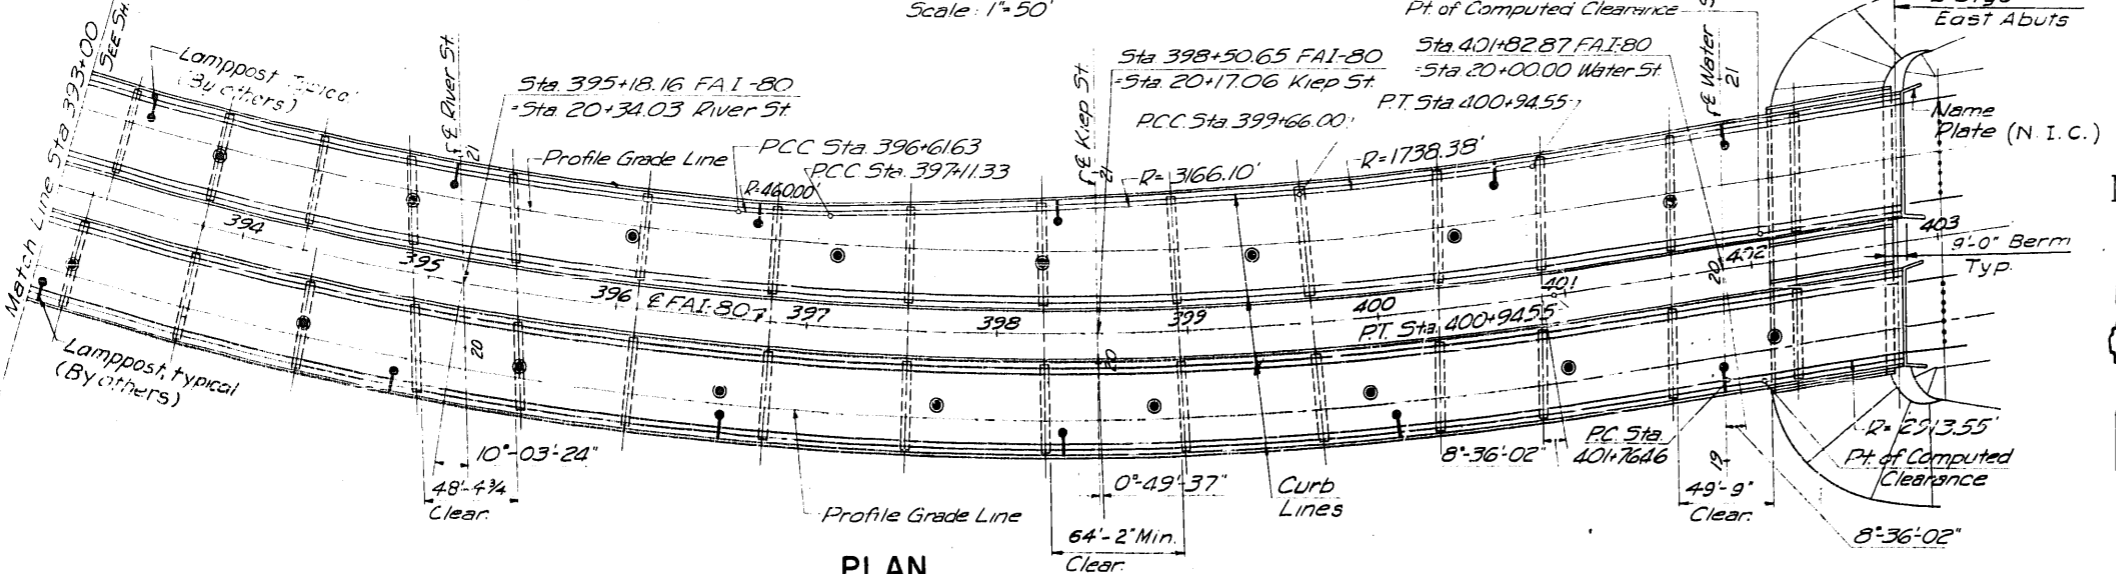 Scale: 1"=50'
Pt. of Computed Clearance
East Abuts
Match Line Sta 393+00
SEE SH.
Lamppost Typical
(By others)
℄ River St.
21
Sta. 395+18.16 FAI-80
=Sta. 20+34.03 River St.
Profile Grade Line
PCC Sta. 396+61.63
PCC Sta. 397+11.33
R=460.00'
℄ Kiep St.
21
Sta 398+50.65 FAI-80
=Sta. 20+17.06 Kiep St.
P.C.C. Sta. 399+66.00
P.T. Sta 400+94.55
R=3166.10'
R=1738.38'
Sta. 401+82.87 FAI-80
=Sta. 20+00.00 Water St.
℄ Water S
21
Name
Plate (N.I.C.)
394
395
396
℄ FAI-80
397
398
399
400
401
402
403
P.T. Sta. 400+94.55
20
20
20
9'-0" Berm
Typ.
Lamppost, typical
(By others)
10°-03'-24"
48'-4¾
Clear.
Profile Grade Line
0°-49'-37"
64'-2" Min.
Clear.
Curb
Lines
8°-36'-02"
P.C. Sta.
401+76.46
19
49'-9"
Clear.
R=2913.55'
Pt. of Computed
Clearance
8°-36'-02"
PLAN